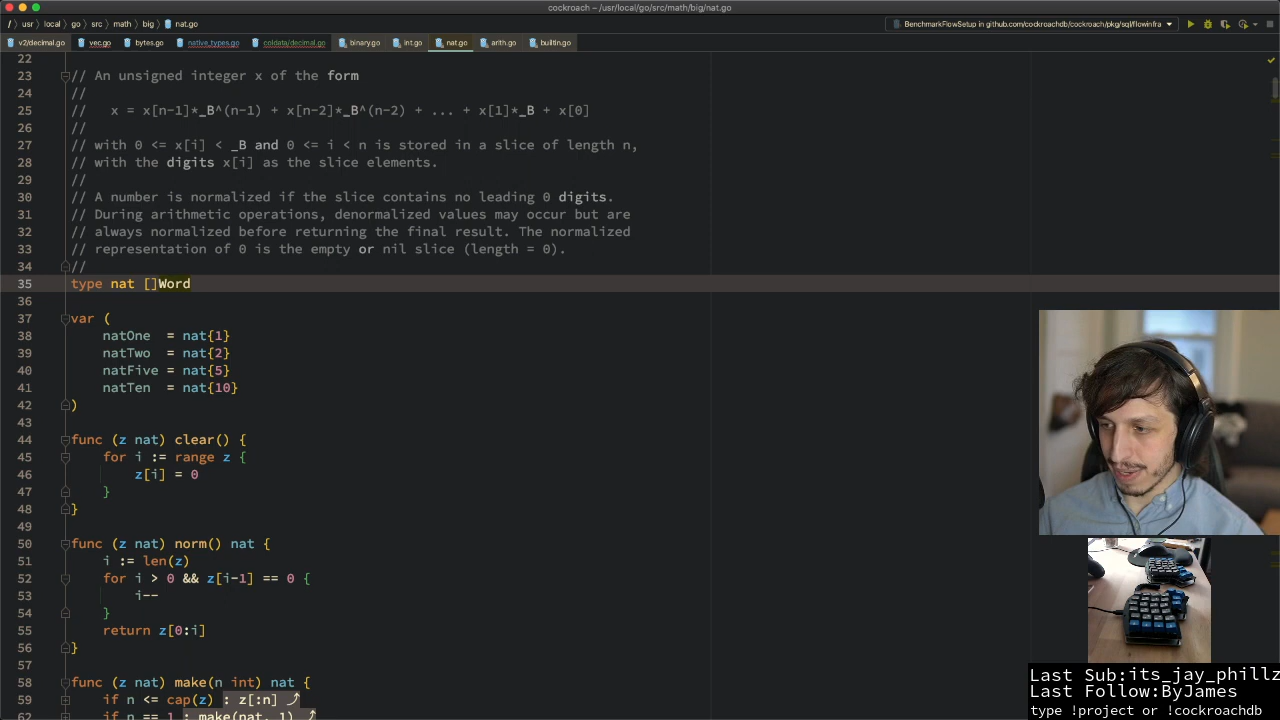 cockroach – /usr/local/go/src/math/big/nat.go
/ usr local go src math big nat.go
BenchmarkFlowSetup in github.com/cockroachdb/cockroach/pkg/sql/flowinfra
v2/decimal.go vec.go bytes.go native_types.go coldata/decimal.go binary.go int.go nat.go arith.go builtin.go
22
23 // An unsigned integer x of the form
24 //
25 // x = x[n-1]*_B^(n-1) + x[n-2]*_B^(n-2) + ... + x[1]*_B + x[0]
26 //
27 // with 0 <= x[i] < _B and 0 <= i < n is stored in a slice of length n,
28 // with the digits x[i] as the slice elements.
29 //
30 // A number is normalized if the slice contains no leading 0 digits.
31 // During arithmetic operations, denormalized values may occur but are
32 // always normalized before returning the final result. The normalized
33 // representation of 0 is the empty or nil slice (length = 0).
34 //
35 type nat []Word
36
37 var (
38 natOne = nat{1}
39 natTwo = nat{2}
40 natFive = nat{5}
41 natTen = nat{10}
42 )
43
44 func (z nat) clear() {
45 for i := range z {
46 z[i] = 0
47 }
48 }
49
50 func (z nat) norm() nat {
51 i := len(z)
52 for i > 0 && z[i-1] == 0 {
53 i--
54 }
55 return z[0:i]
56 }
57
58 func (z nat) make(n int) nat {
59 if n <= cap(z) : z[:n]
62 if n == 1 : make(nat, 1)
Last Sub:its_jay_phillz
Last Follow:ByJames
type !project or !cockroachdb